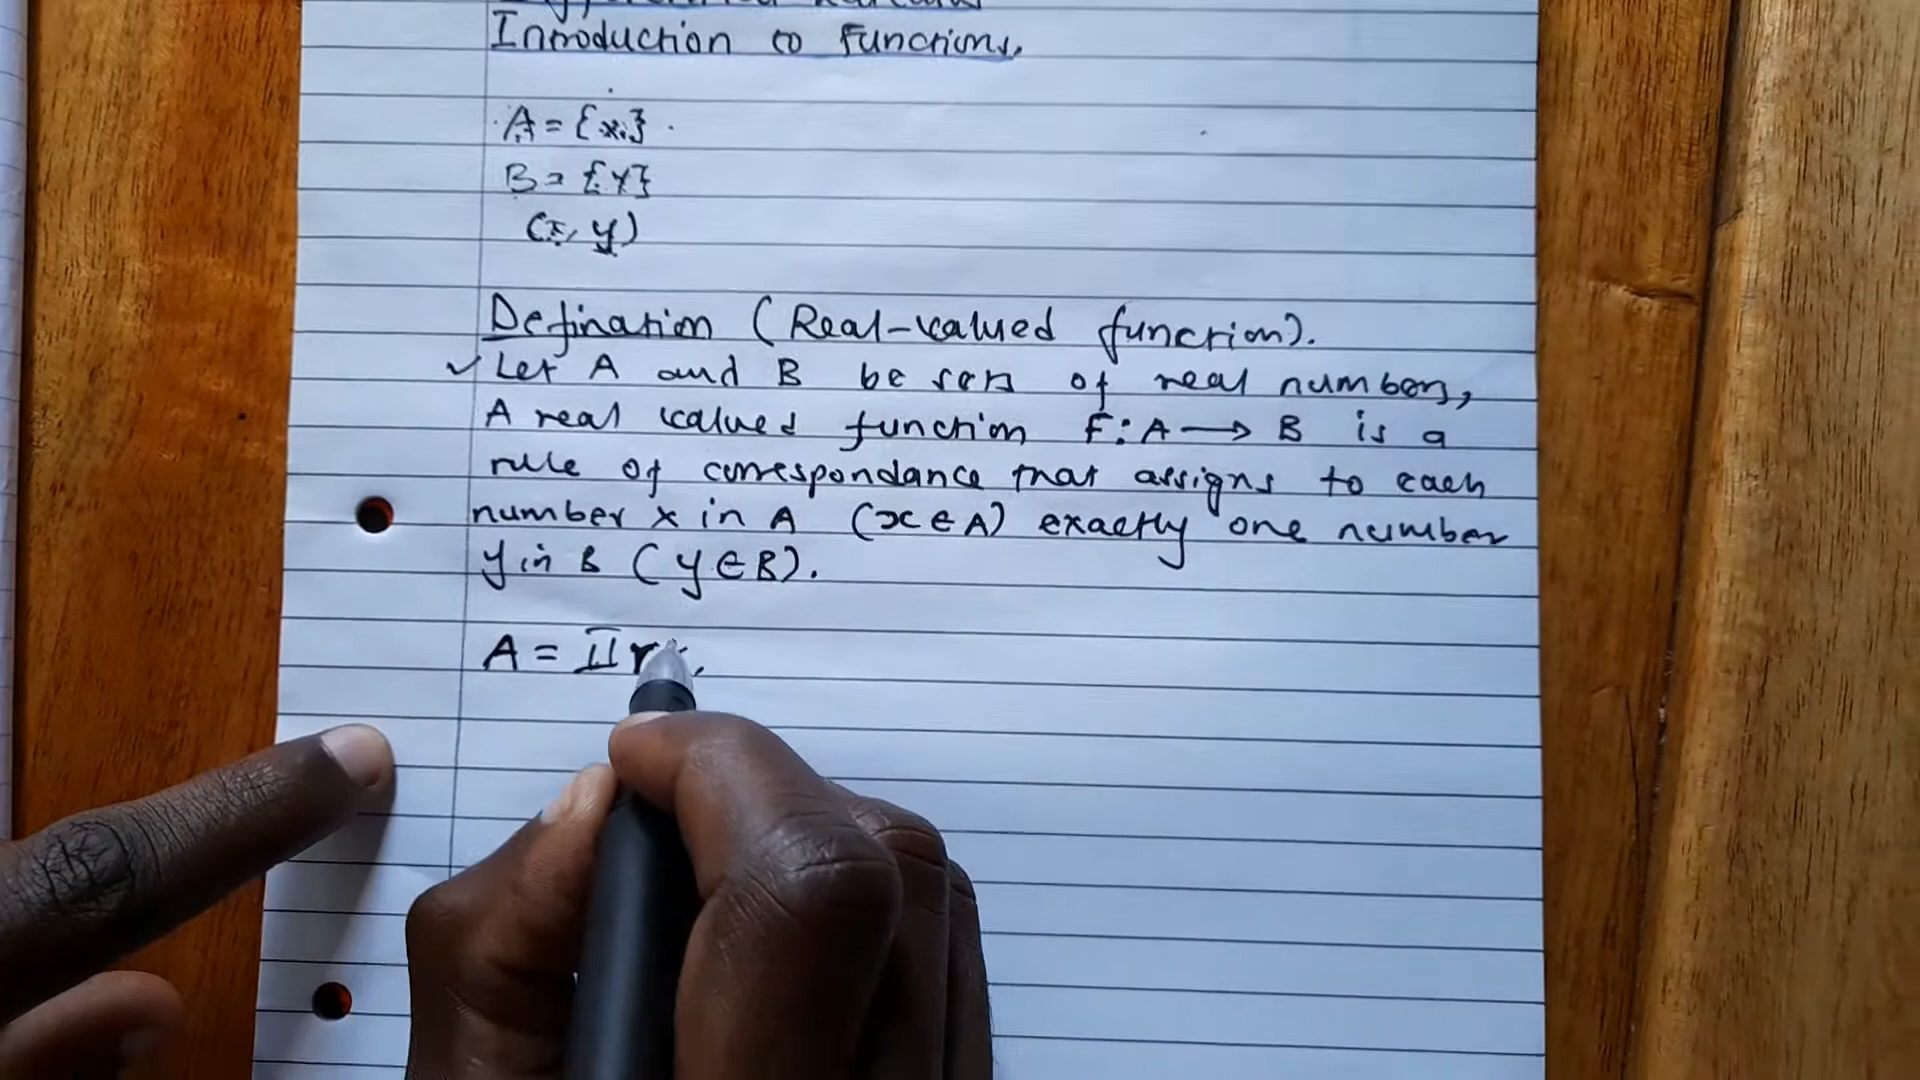 Introduction to Functions.
A = {x}
B = {Y}
(x, y)
Defination (Real-valued function).
✓ Let A and B be sets of real numbers,
A real valued function F: A → B is a
rule of correspondance that assigns to each
number x in A (x ∈ A) exactly one number
y in B (y ∈ B).
A = Πr